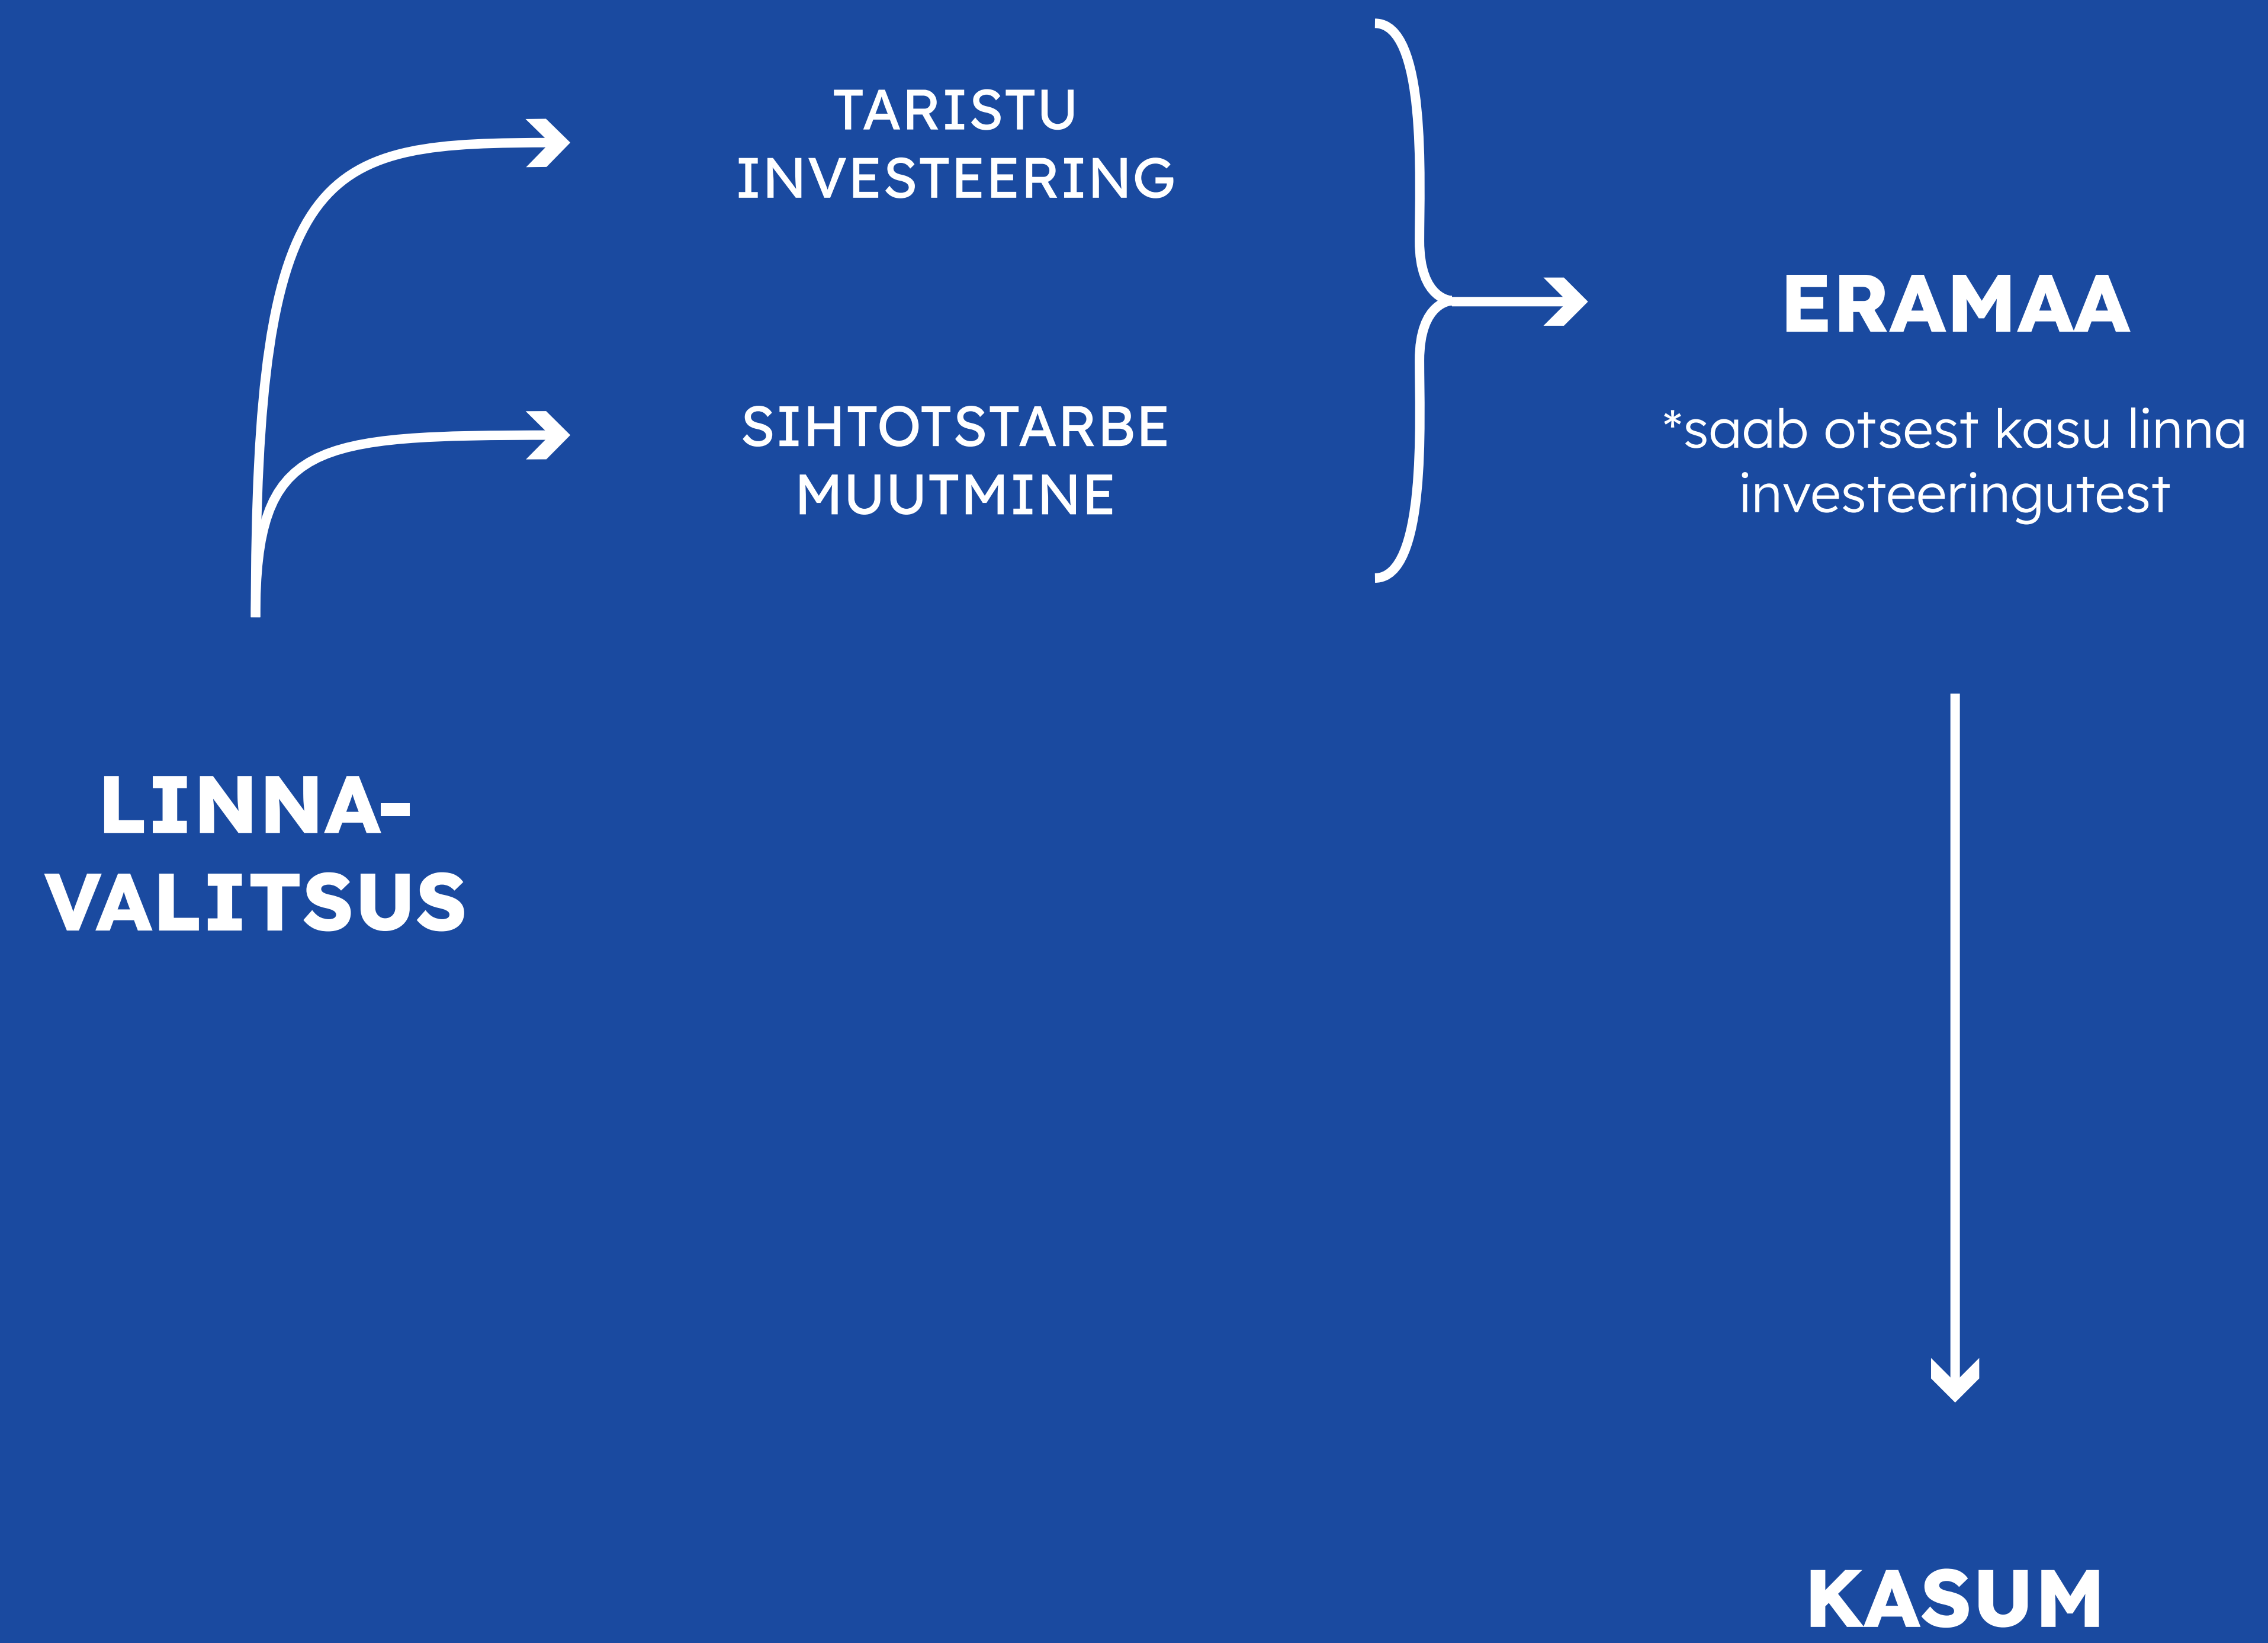 TARISTU
INVESTEERING
SIHTOTSTARBE
MUUTMINE
ERAMAA
*saab otsest kasu linna
investeeringutest
LINNA-
VALITSUS
KASUM